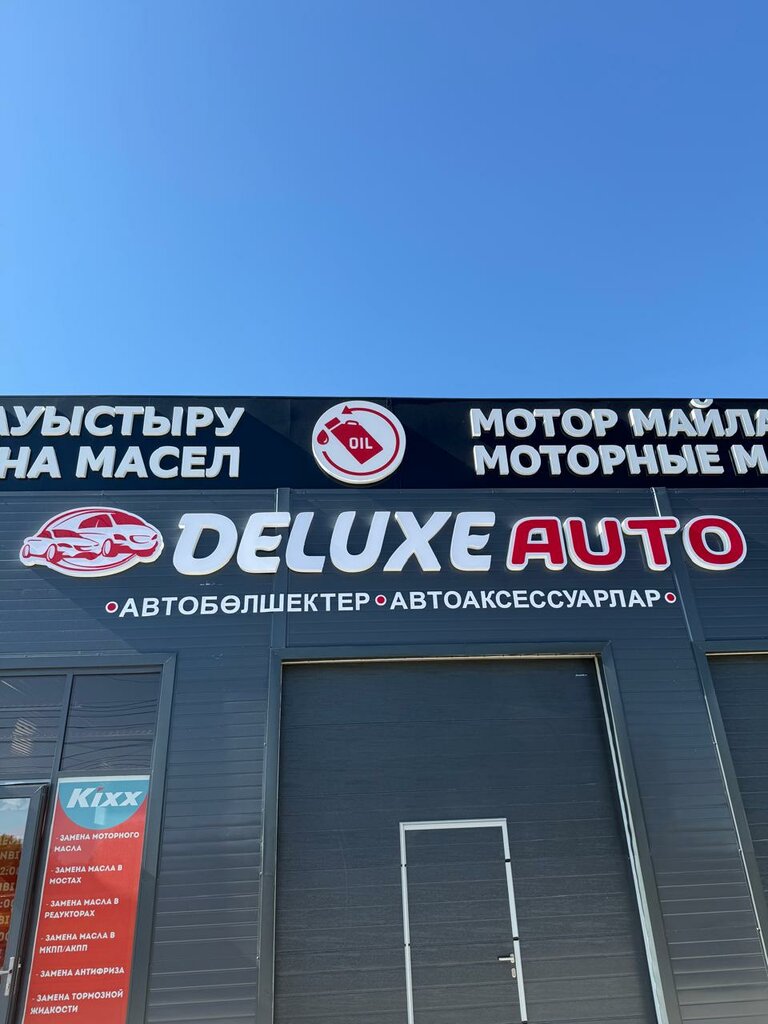 АУЫСТЫРУ
НА МАСЕЛ
OIL
МОТОР МАЙЛА
МОТОРНЫЕ М
DELUXE AUTO
•АВТОБӨЛШЕКТЕР•АВТОАКСЕССУАРЛАР•
Kixx
- ЗАМЕНА МОТОРНОГО
МАСЛА
- ЗАМЕНА МАСЛА В
МОСТАХ
- ЗАМЕНА МАСЛА В
РЕДУКТОРАХ
- ЗАМЕНА МАСЛА В
МКПП/АКПП
- ЗАМЕНА АНТИФРИЗА
- ЗАМЕНА ТОРМОЗНОЙ
ЖИДКОСТИ